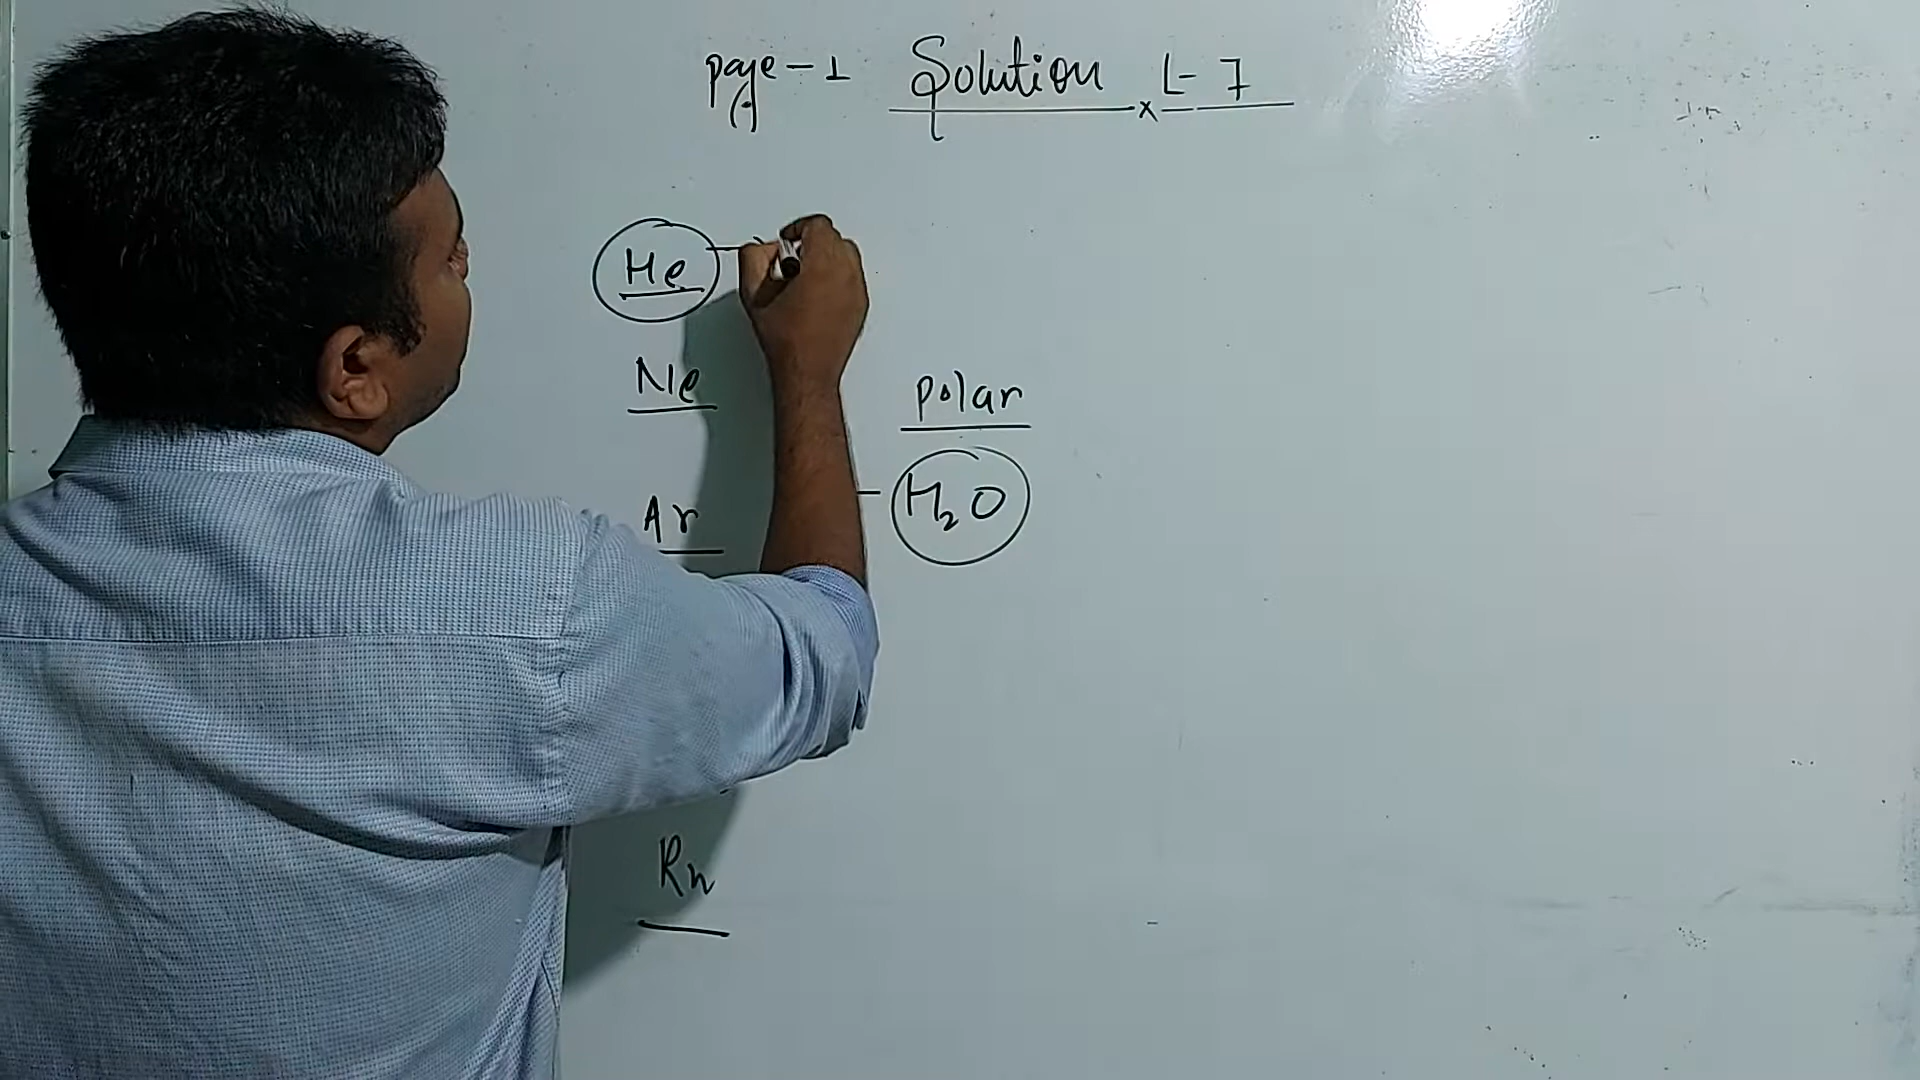 page-1 Solution L-7
He
Ne
polar
Ar
H₂O
Rn